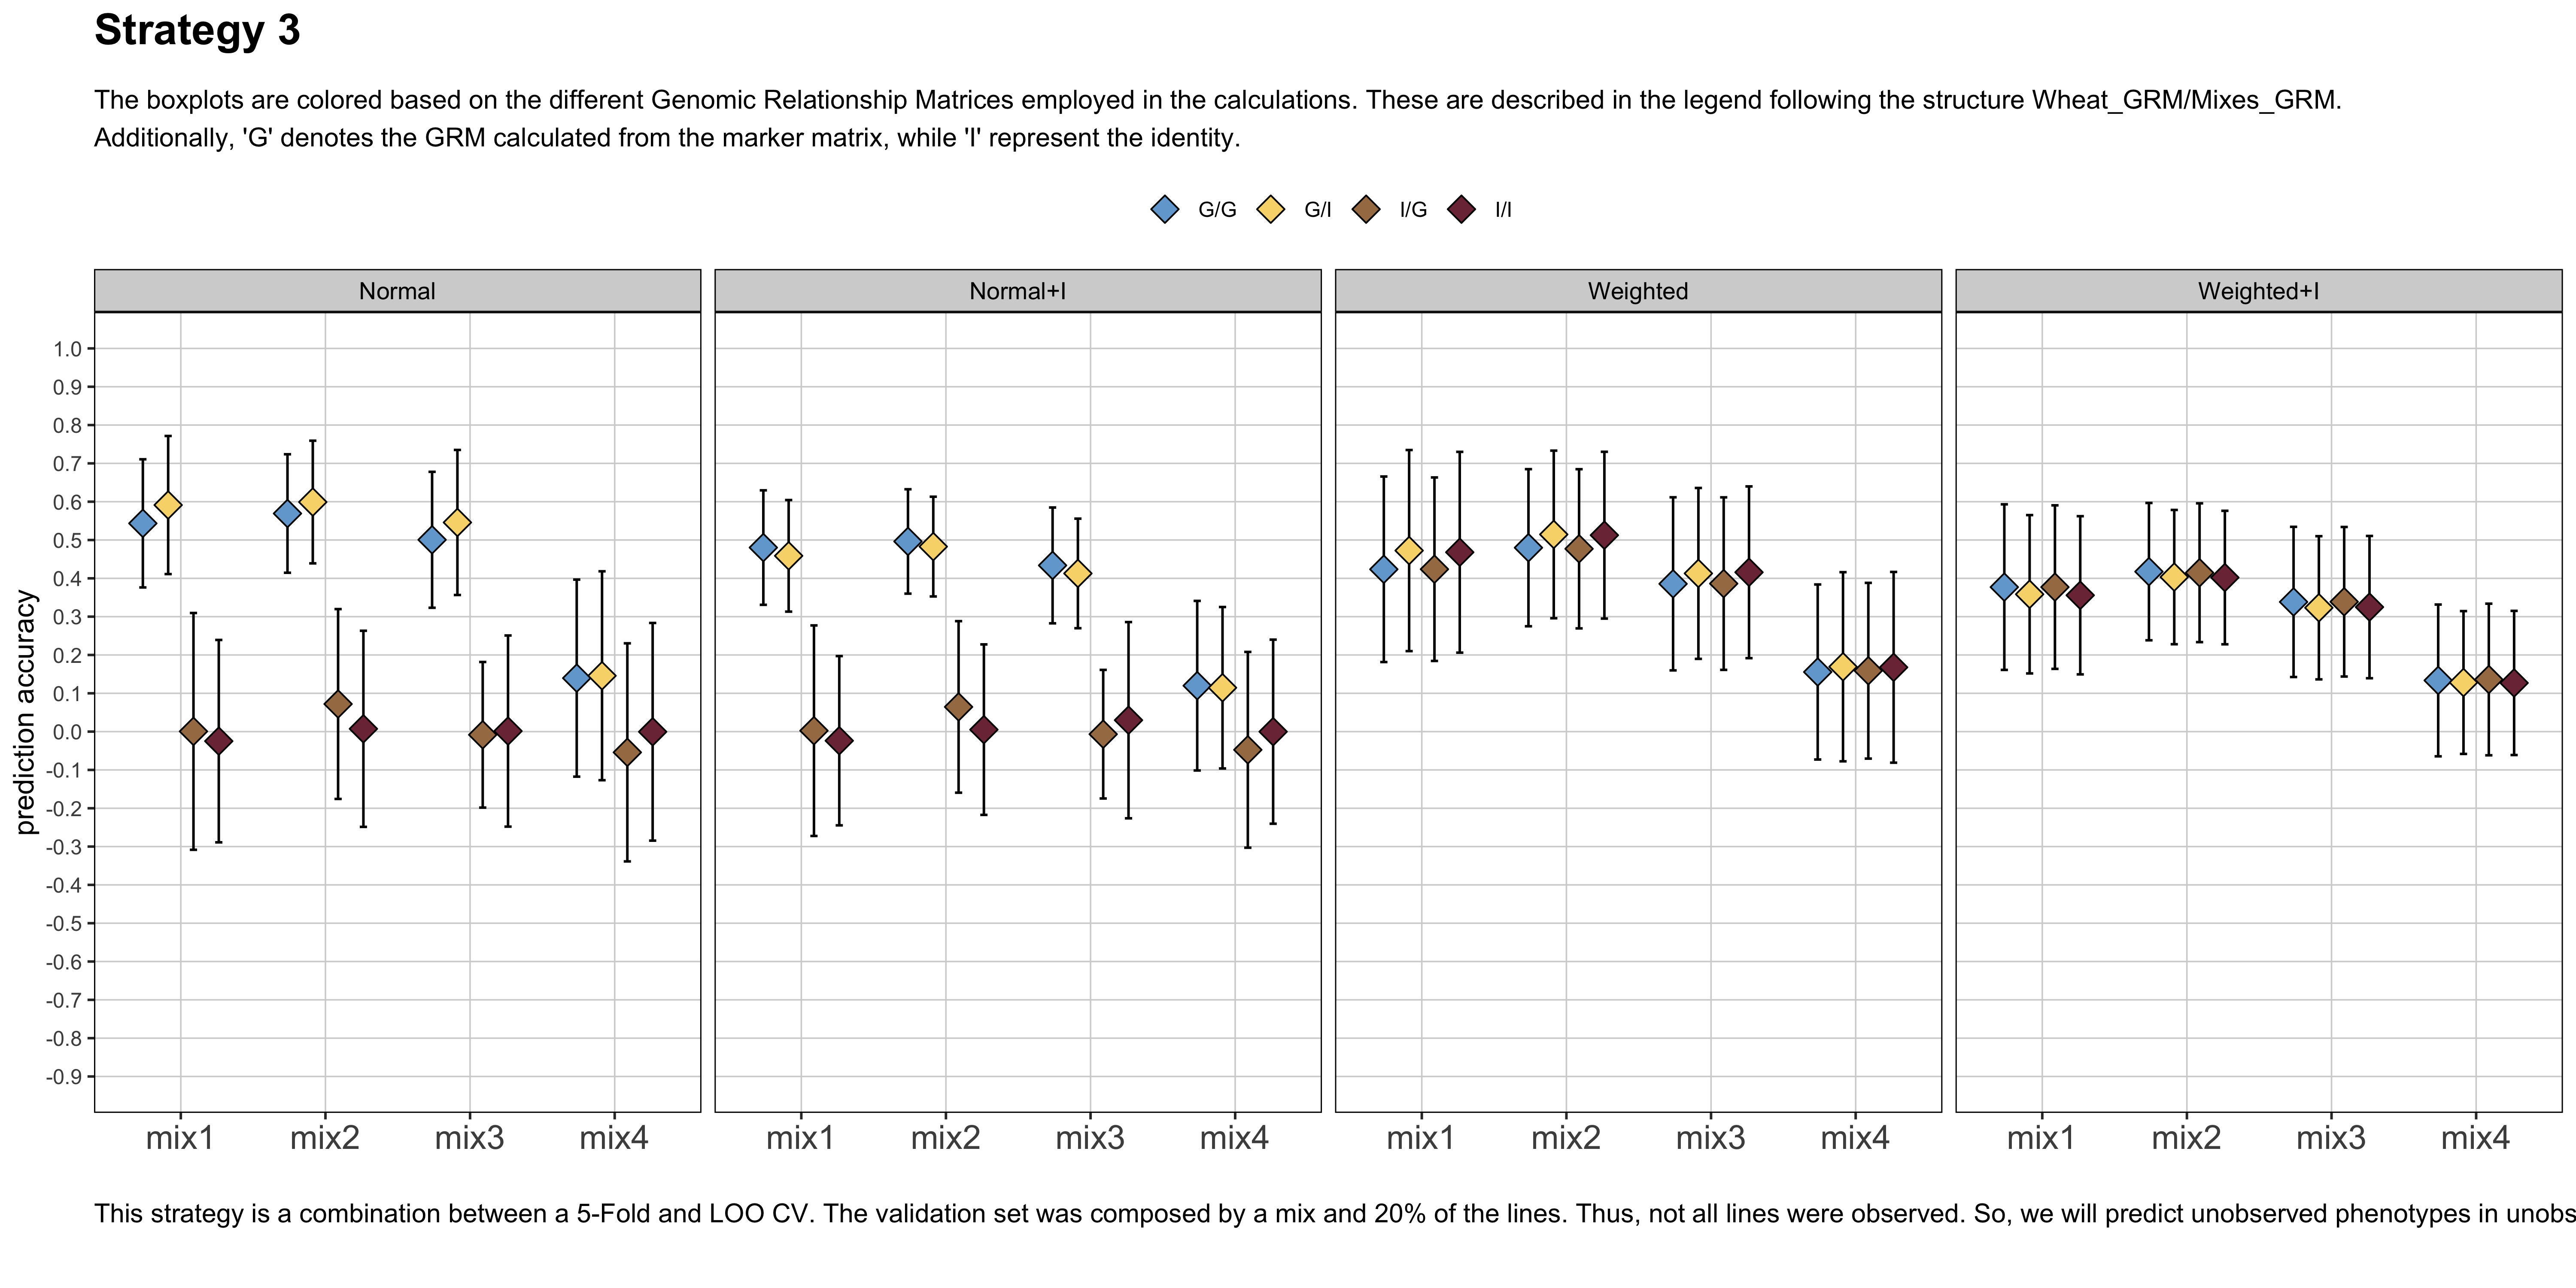 Strategy 3
The boxplots are colored based on the different Genomic Relationship Matrices employed in the calculations. These are described in the legend following the structure Wheat_GRM/Mixes_GRM.
Additionally, 'G' denotes the GRM calculated from the marker matrix, while 'I' represent the identity.
G/G G/I I/G I/I
Normal Normal+I Weighted Weighted+I
prediction accuracy
1.0
0.9
0.8
0.7
0.6
0.5
0.4
0.3
0.2
0.1
0.0
-0.1
-0.2
-0.3
-0.4
-0.5
-0.6
-0.7
-0.8
-0.9
mix1 mix2 mix3 mix4 mix1 mix2 mix3 mix4 mix1 mix2 mix3 mix4 mix1 mix2 mix3 mix4
This strategy is a combination between a 5-Fold and LOO CV. The validation set was composed by a mix and 20% of the lines. Thus, not all lines were observed. So, we will predict unobserved phenotypes in unobs